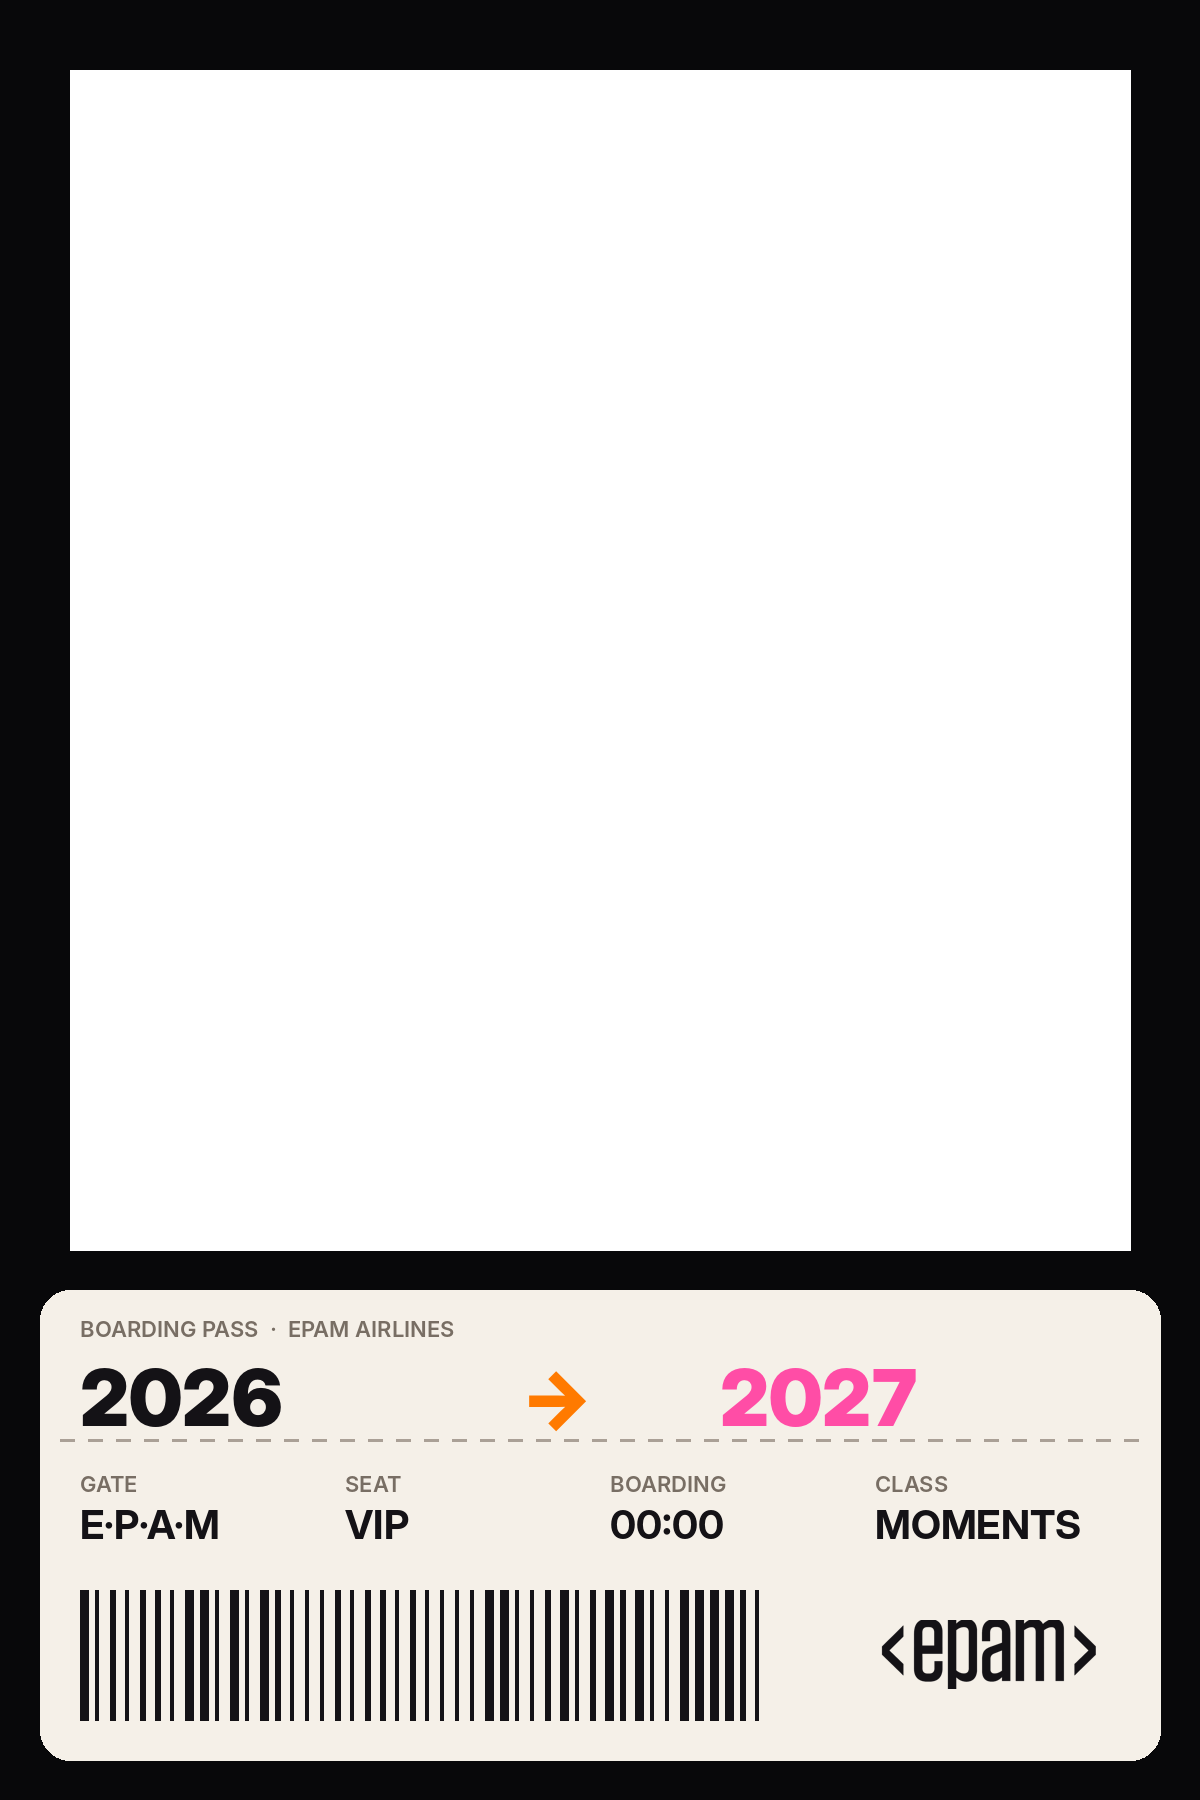 BOARDING PASS · EPAM AIRLINES
2026 → 2027
GATE SEAT BOARDING CLASS
E·P·A·M VIP 00:00 MOMENTS
<epam>